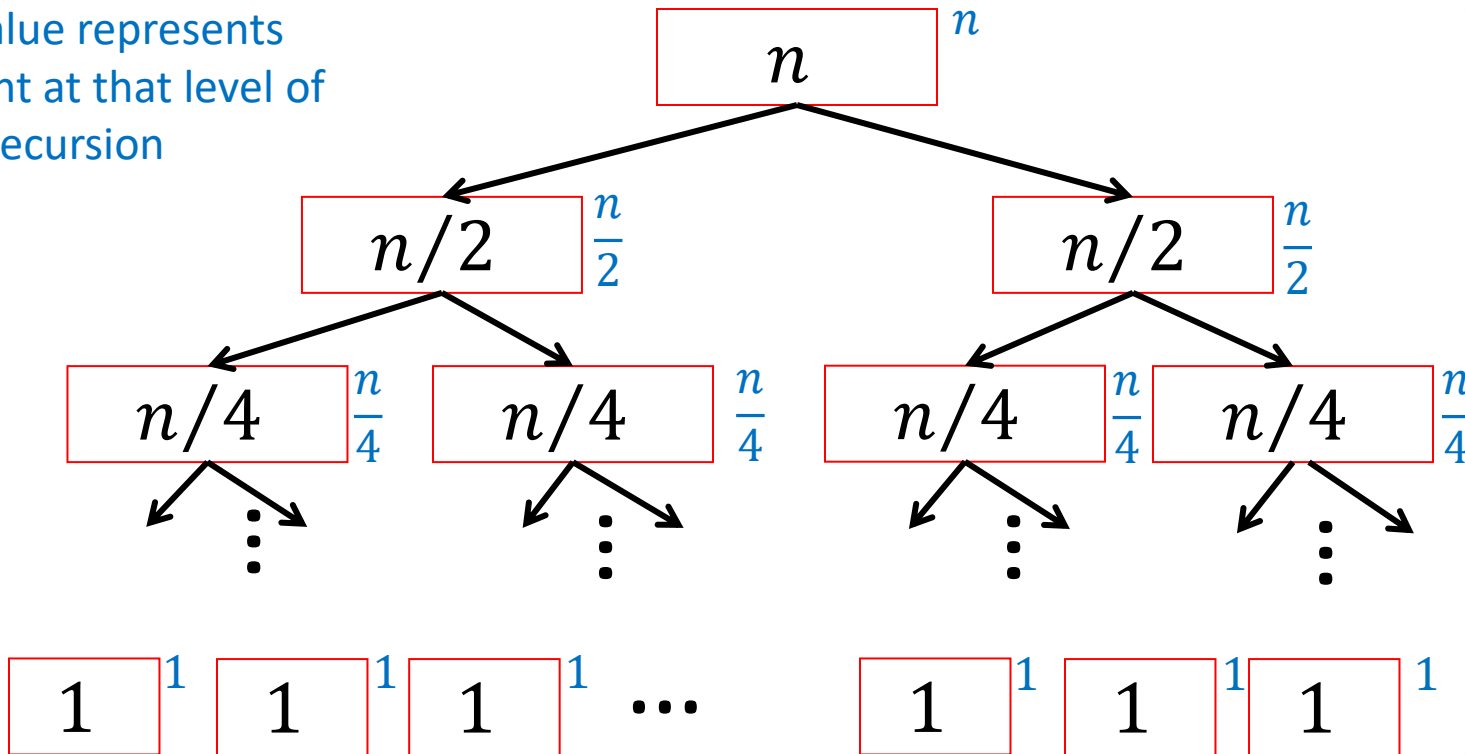 represents
at that level of
n n
n/2 n/2 n/2 n/2
n/4 n/4 n/4 n/4 n/4 n/4 n/4 n/4
1 1 1 1 1 1 ... 1 1 1 1 1 1